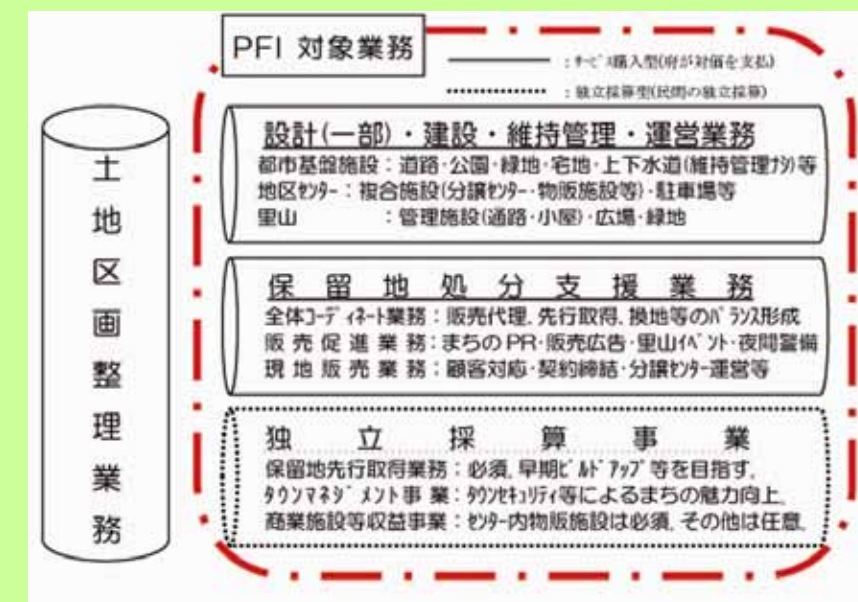 PFI 対象業務
：ｻｰﾋﾞｽ購入型(府が対価を支払)
：独立採算型(民間の独立採算)
土地区画整理業務
設計(一部)・建設・維持管理・運営業務
都市基盤施設：道路・公園・緑地・宅地・上下水道(維持管理ﾅｼ)等
地区ｾﾝﾀｰ：複合施設(分譲ｾﾝﾀｰ・物販施設等)・駐車場等
里山　　　：管理施設(通路・小屋)・広場・緑地
保留地処分支援業務
全体ｺｰﾃﾞｨﾈｰﾄ業務：販売代理、先行取得、換地等のﾊﾞﾗﾝｽ形成
販売促進業務：まちのPR・販売広告・里山ｲﾍﾞﾝﾄ・夜間警備
現地販売業務：顧客対応・契約締結・分譲ｾﾝﾀｰ運営等
独立採算事業
保留地先行取得業務：必須、早期ﾋﾞﾙﾄﾞｱｯﾌﾟ等を目指す。
ﾀｳﾝﾏﾈｼﾞﾒﾝﾄ事業：ﾀｳﾝｾｷｭﾘﾃｨ等によるまちの魅力向上。
商業施設等収益事業：ｾﾝﾀｰ内物販施設は必須、その他は任意。